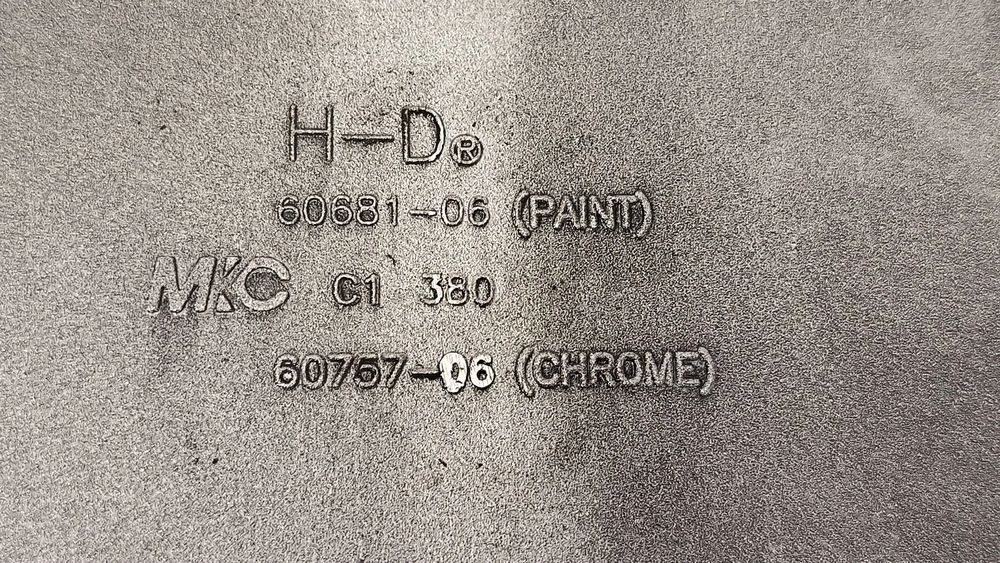 H-D®
60681-06 (PAINT)
MKC C1 380
60757-06 (CHROME)